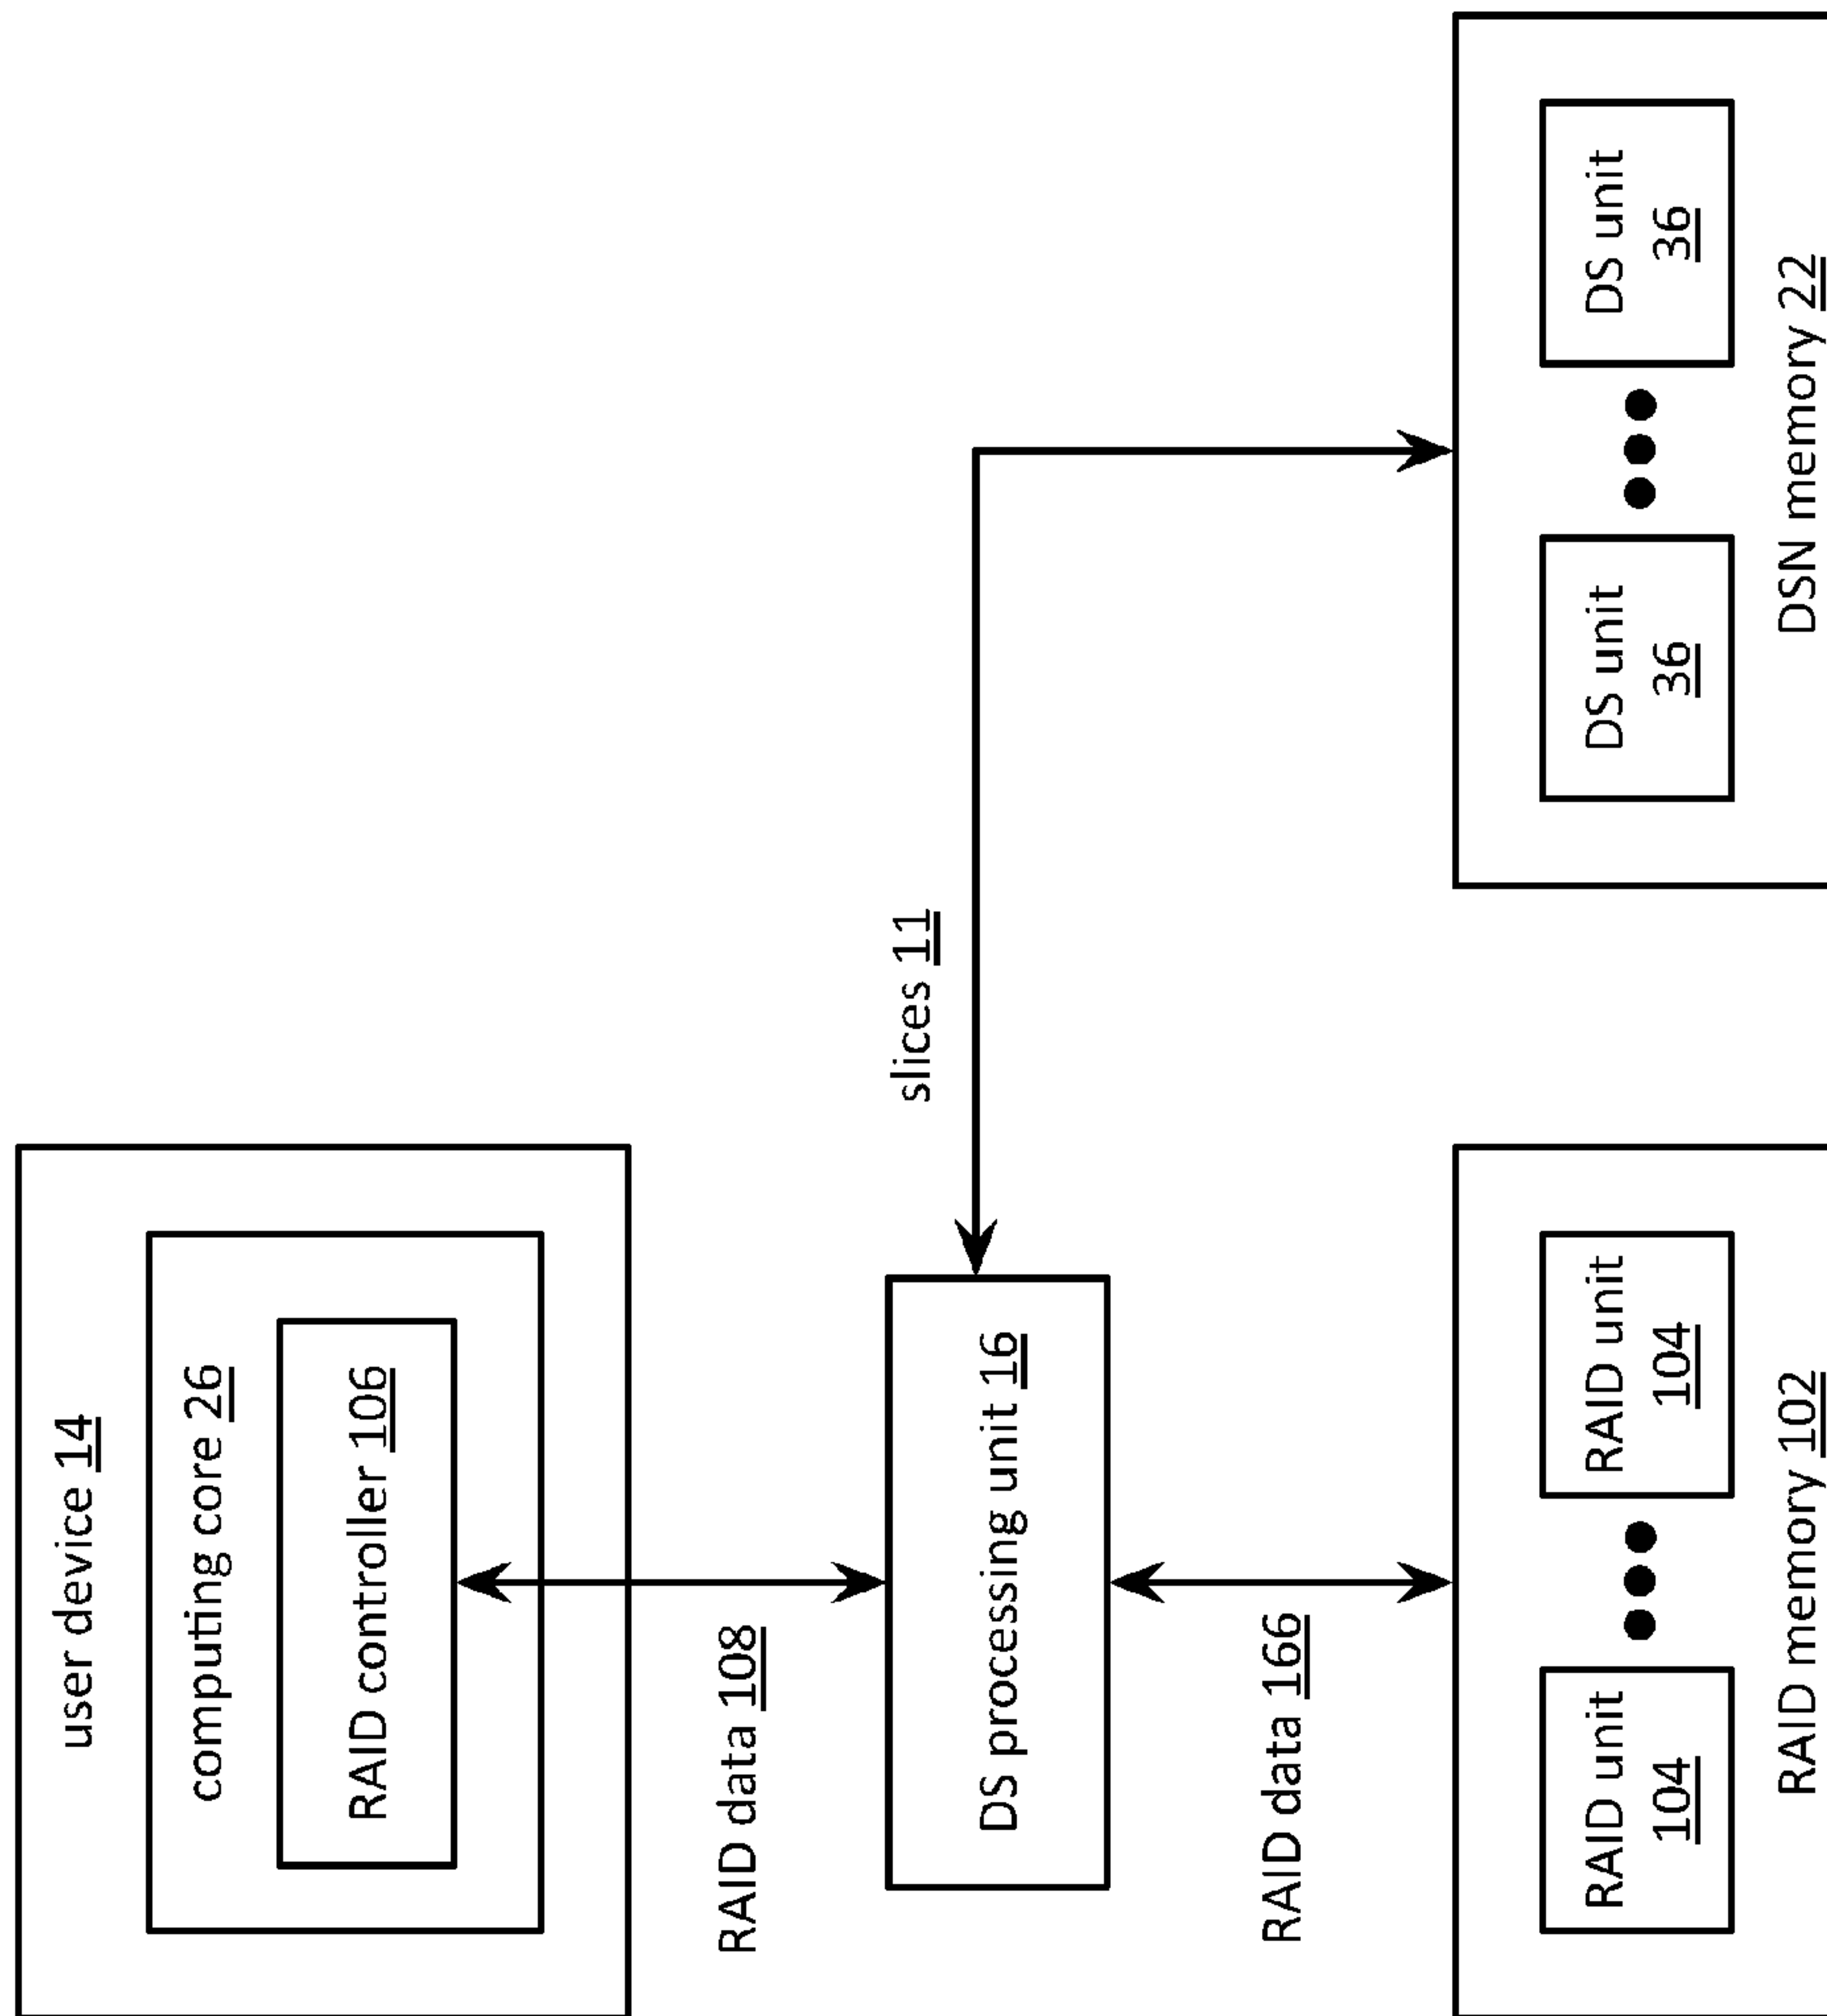 user device 14
computing core 26
RAID controller 106
RAID data 108
slices 11
DS processing unit 16
RAID data 166
RAID unit
104
RAID unit
104
RAID memory 102
DS unit
36
DS unit
36
DSN memory 22